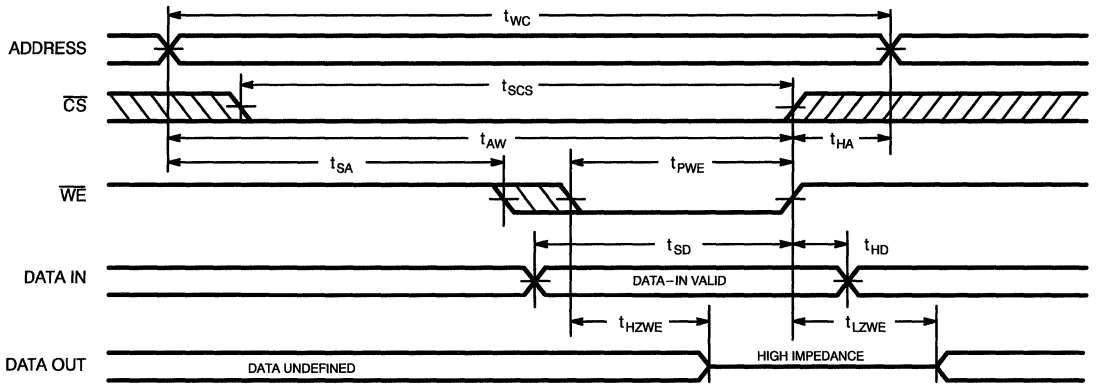 tWC
ADDRESS
tSCS
CS
tAW
tHA
tSA
tPWE
WE
tSD
tHD
DATA IN
DATA-IN VALID
tHZWE
tLZWE
DATA OUT
DATA UNDEFINED
HIGH IMPEDANCE